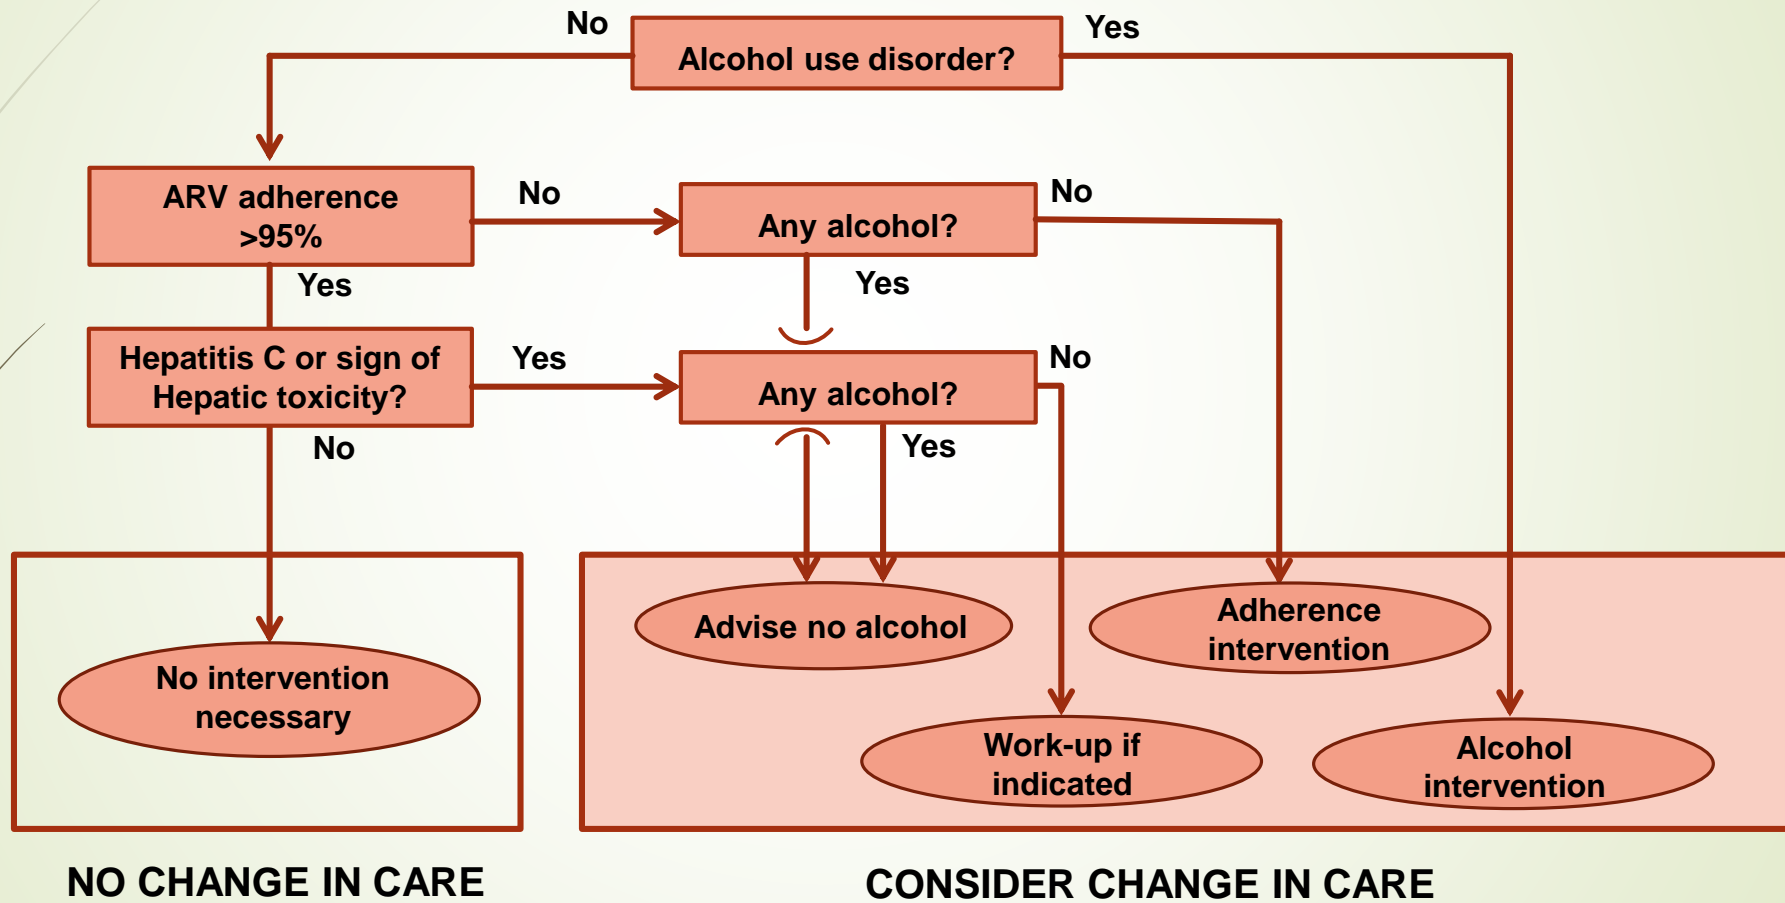 No
Yes
Alcohol use disorder?
ARV adherence
>95%
No
Any alcohol?
No
Yes
Yes
Hepatitis C or sign of
Hepatic toxicity?
Yes
Any alcohol?
No
No
Yes
Advise no alcohol
Adherence
intervention
No intervention
necessary
Work-up if
indicated
Alcohol
intervention
NO CHANGE IN CARE
CONSIDER CHANGE IN CARE